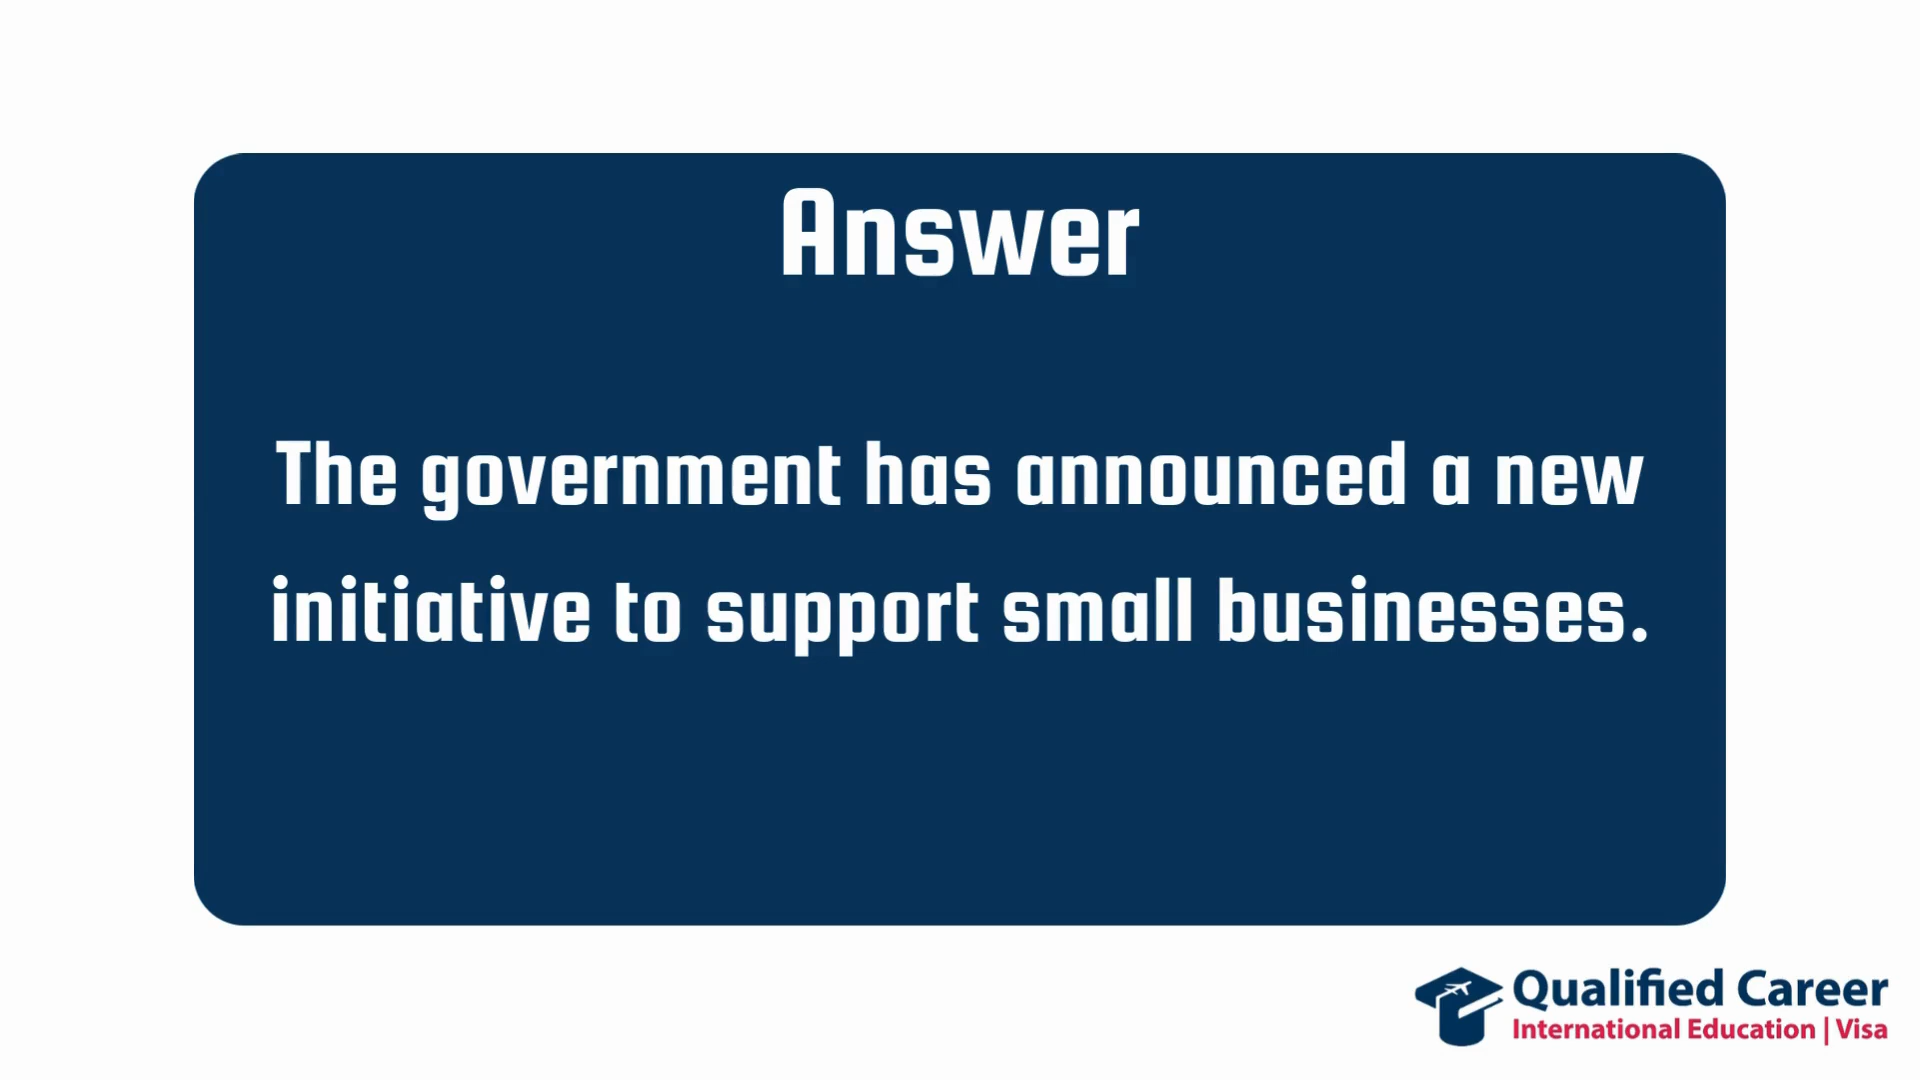 Answer
The government has announced a new
initiative to support small businesses.
Qualified Career
International Education | Visa